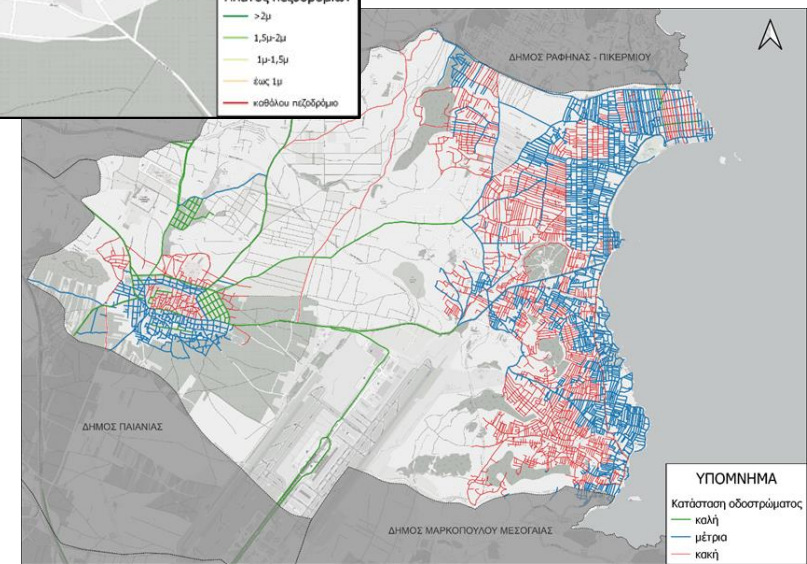 >2μ
1,5μ-2μ
1μ-1,5μ
έως 1μ
καθόλου πεζοδρόμιο
ΔΗΜΟΣ ΡΑΦΗΝΑΣ - ΠΙΚΕΡΜΙΟΥ
ΔΗΜΟΣ ΠΑΙΑΝΙΑΣ
ΔΗΜΟΣ ΜΑΡΚΟΠΟΥΛΟΥ ΜΕΣΟΓΑΙΑΣ
ΥΠΟΜΝΗΜΑ
Κατάσταση οδοστρώματος
καλή
μέτρια
κακή